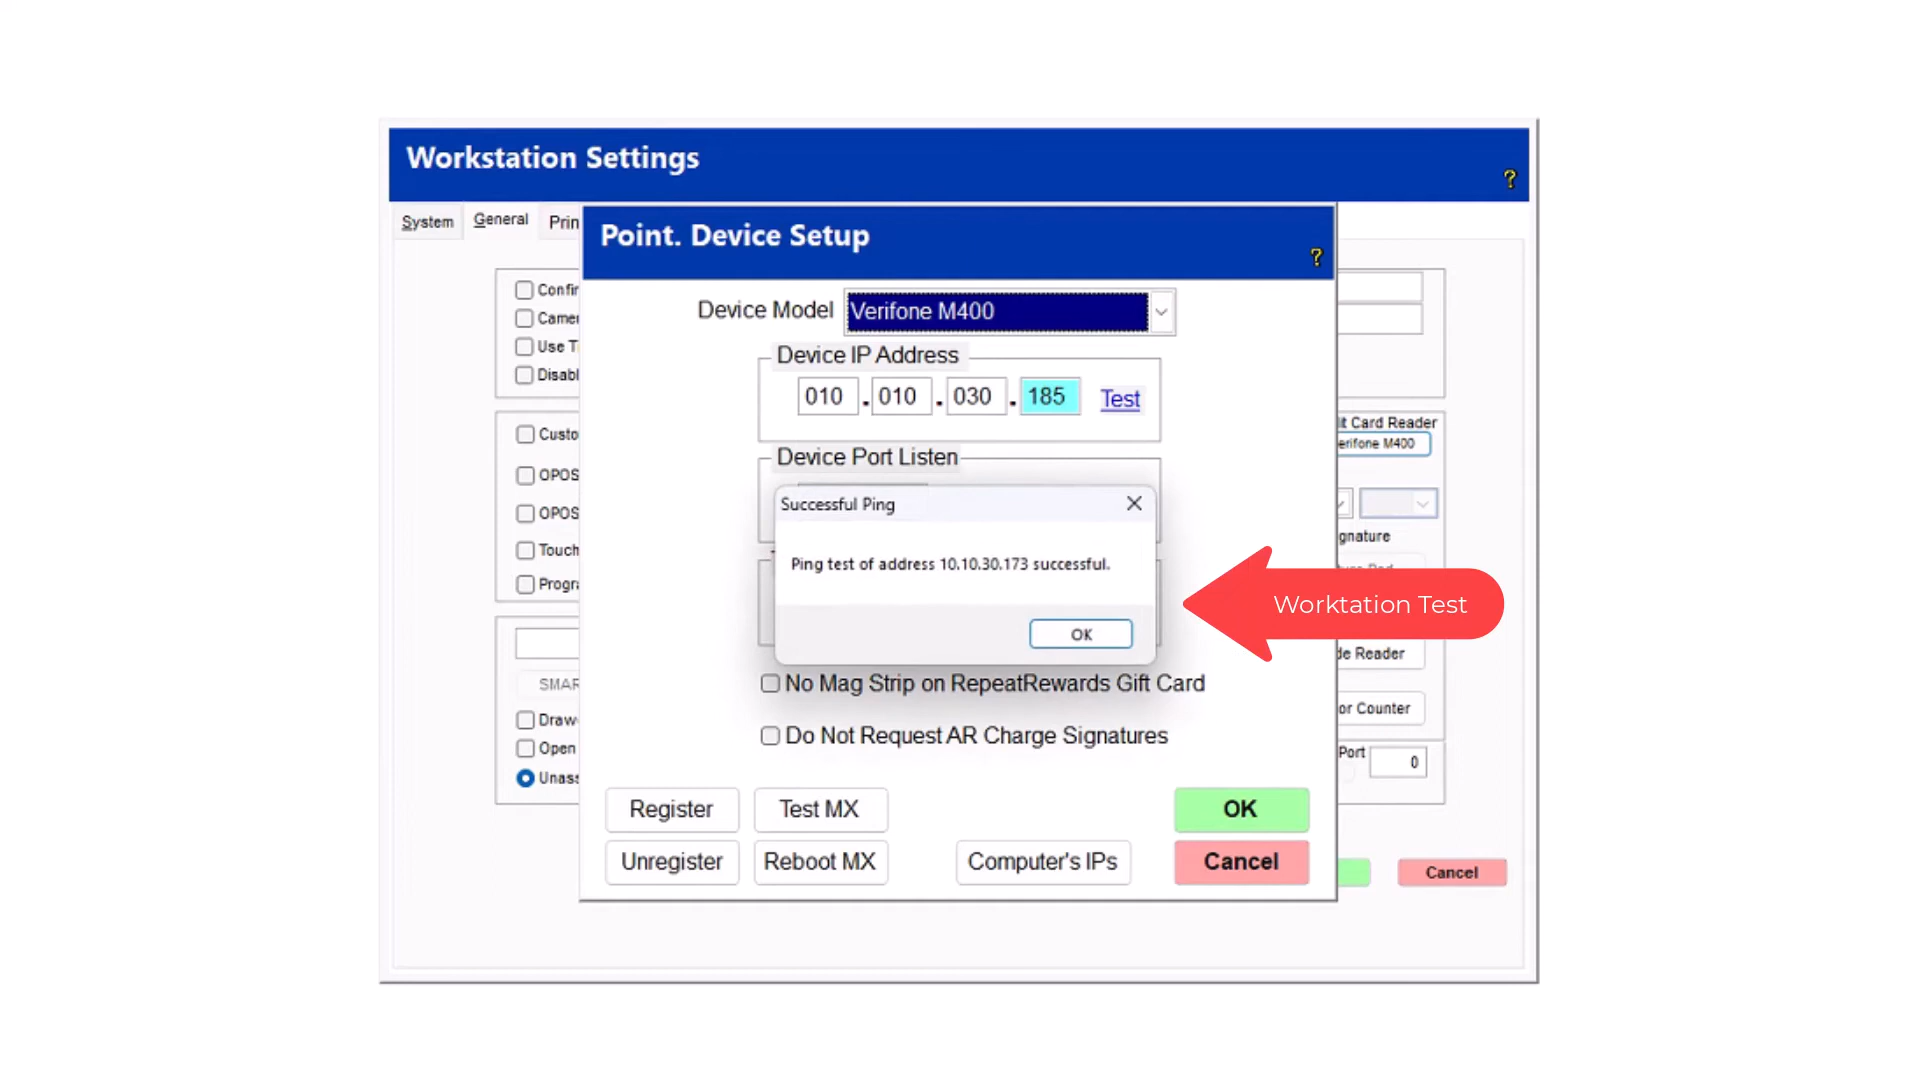 Workstation Settings
?
System
General
Prin
Point. Device Setup
?
Device Model
Verifone M400
Device IP Address
010 . 010 . 030 . 185
Test
Device Port Listen
Successful Ping
Ping test of address 10.10.30.173 successful.
OK
Worktation Test
No Mag Strip on RepeatRewards Gift Card
Do Not Request AR Charge Signatures
Register
Test MX
OK
Unregister
Reboot MX
Computer's IPs
Cancel
Confir
Camer
Use T
Disabl
Custo
OPOS
OPOS
Touch
Progra
SMAR
Draw
Open
Unass
it Card Reader
erifone M400
gnature
de Reader
or Counter
Port
0
Cancel